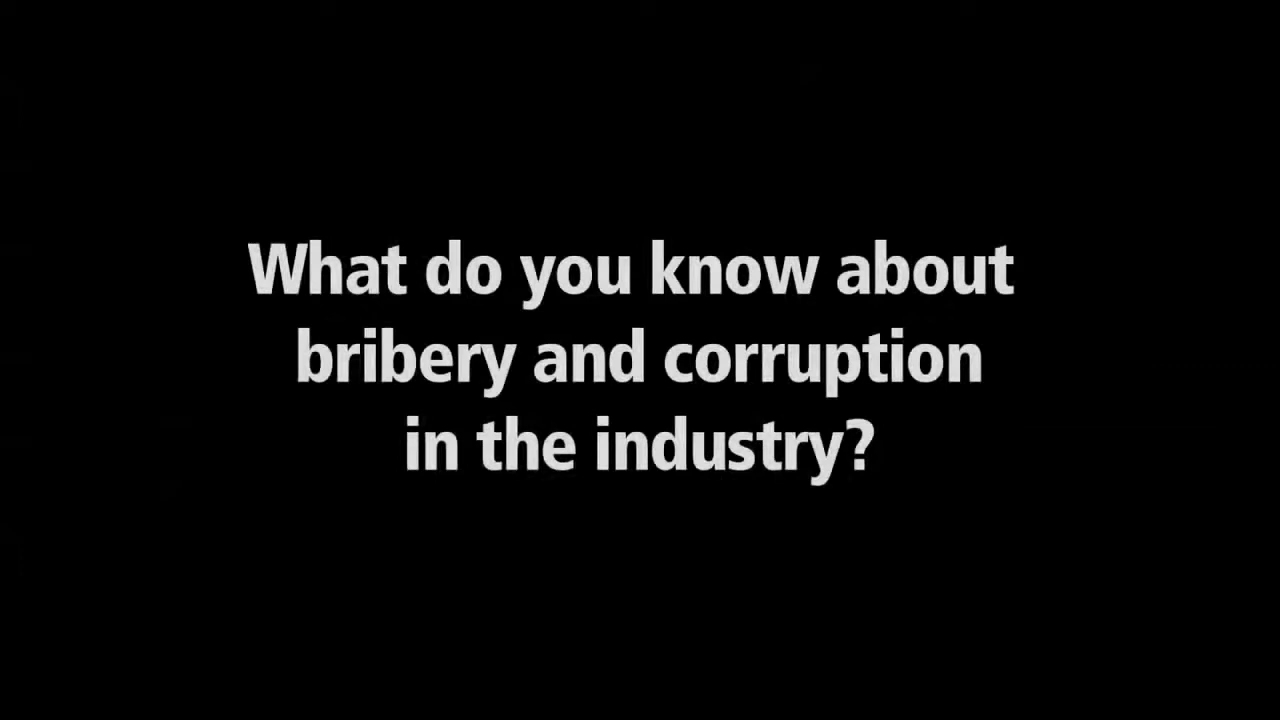 What do you know about
bribery and corruption
in the industry?